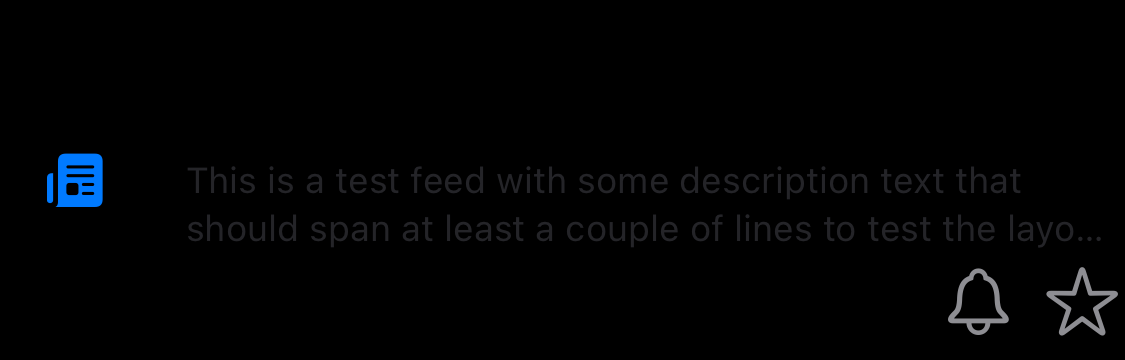 This is a test feed with some description text that
should span at least a couple of lines to test the layo...